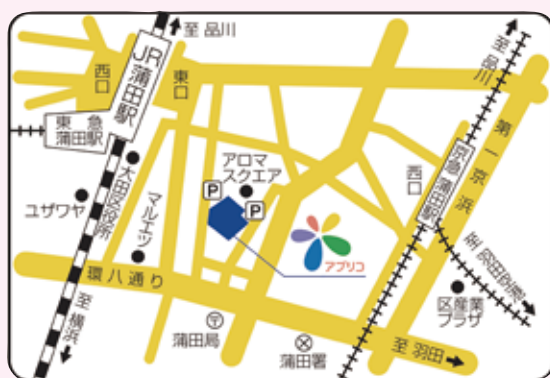 至 品川
西口
JR蒲田駅
東口
東急
蒲田駅
ユザワヤ
大田区役所
マルエツ
アロマ
スクエア
P
P
アプリコ
環八通り
至 横浜
蒲田局
蒲田署
至 羽田
至 品川
第一京浜
西口
京急 蒲田駅
至 羽田空港
区産業
プラザ